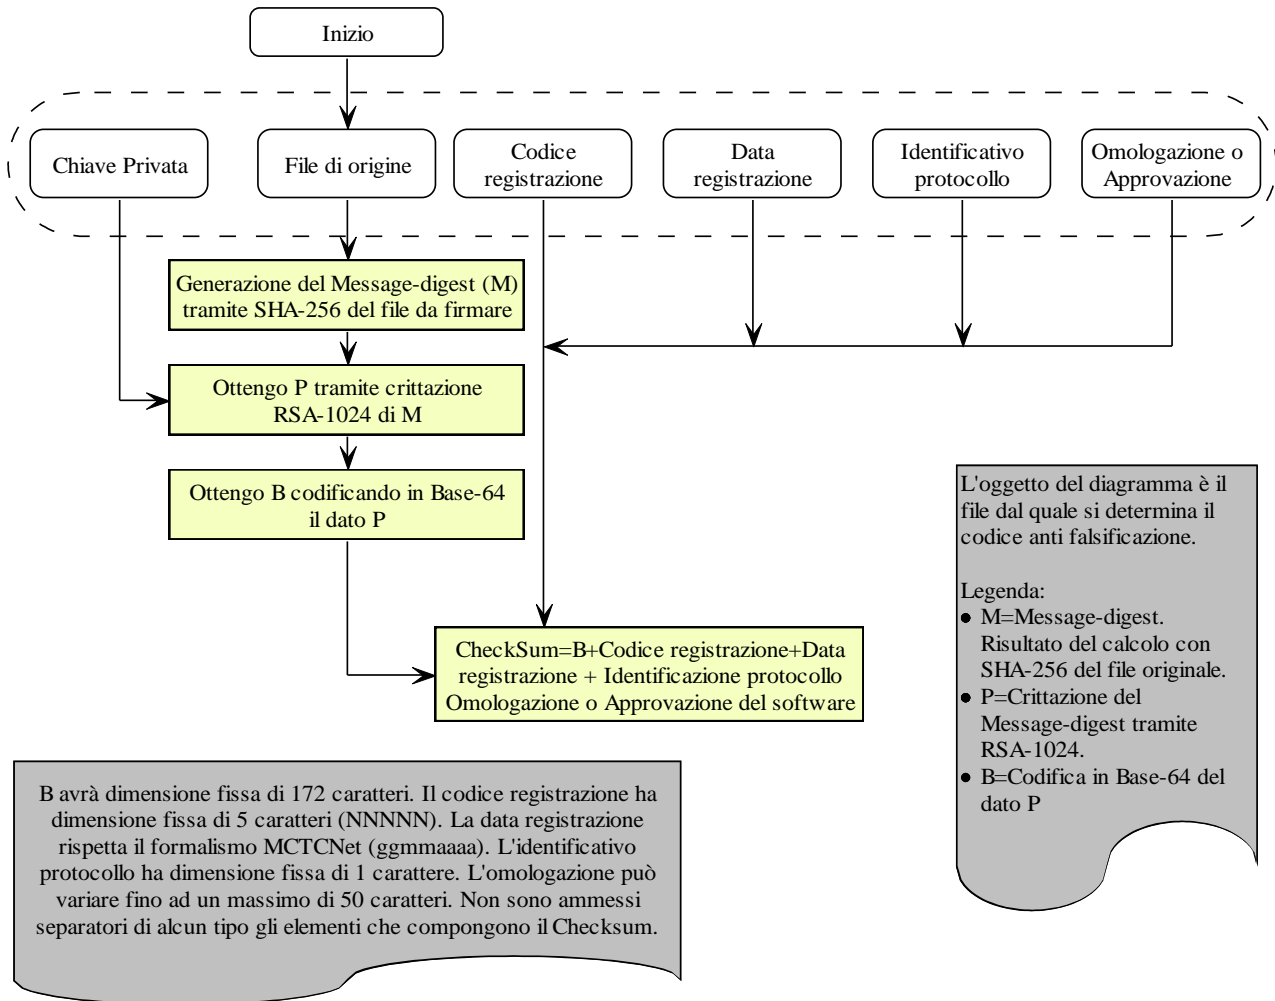 Inizio
Chiave Privata
File di origine
Codice
registrazione
Data
registrazione
Identificativo
protocollo
Omologazione o
Approvazione
Generazione del Message-digest (M)
tramite SHA-256 del file da firmare
Ottengo P tramite crittazione
RSA-1024 di M
Ottengo B codificando in Base-64
il dato P
CheckSum=B+Codice registrazione+Data
registrazione + Identificazione protocollo
Omologazione o Approvazione del software
L'oggetto del diagramma è il
file dal quale si determina il
codice anti falsificazione.
Legenda:
● M=Message-digest.
Risultato del calcolo con
SHA-256 del file originale.
● P=Crittazione del
Message-digest tramite
RSA-1024.
● B=Codifica in Base-64 del
dato P
B avrà dimensione fissa di 172 caratteri. Il codice registrazione ha
dimensione fissa di 5 caratteri (NNNNN). La data registrazione
rispetta il formalismo MCTCNet (ggmmaaaa). L'identificativo
protocollo ha dimensione fissa di 1 carattere. L'omologazione può
variare fino ad un massimo di 50 caratteri. Non sono ammessi
separatori di alcun tipo gli elementi che compongono il Checksum.